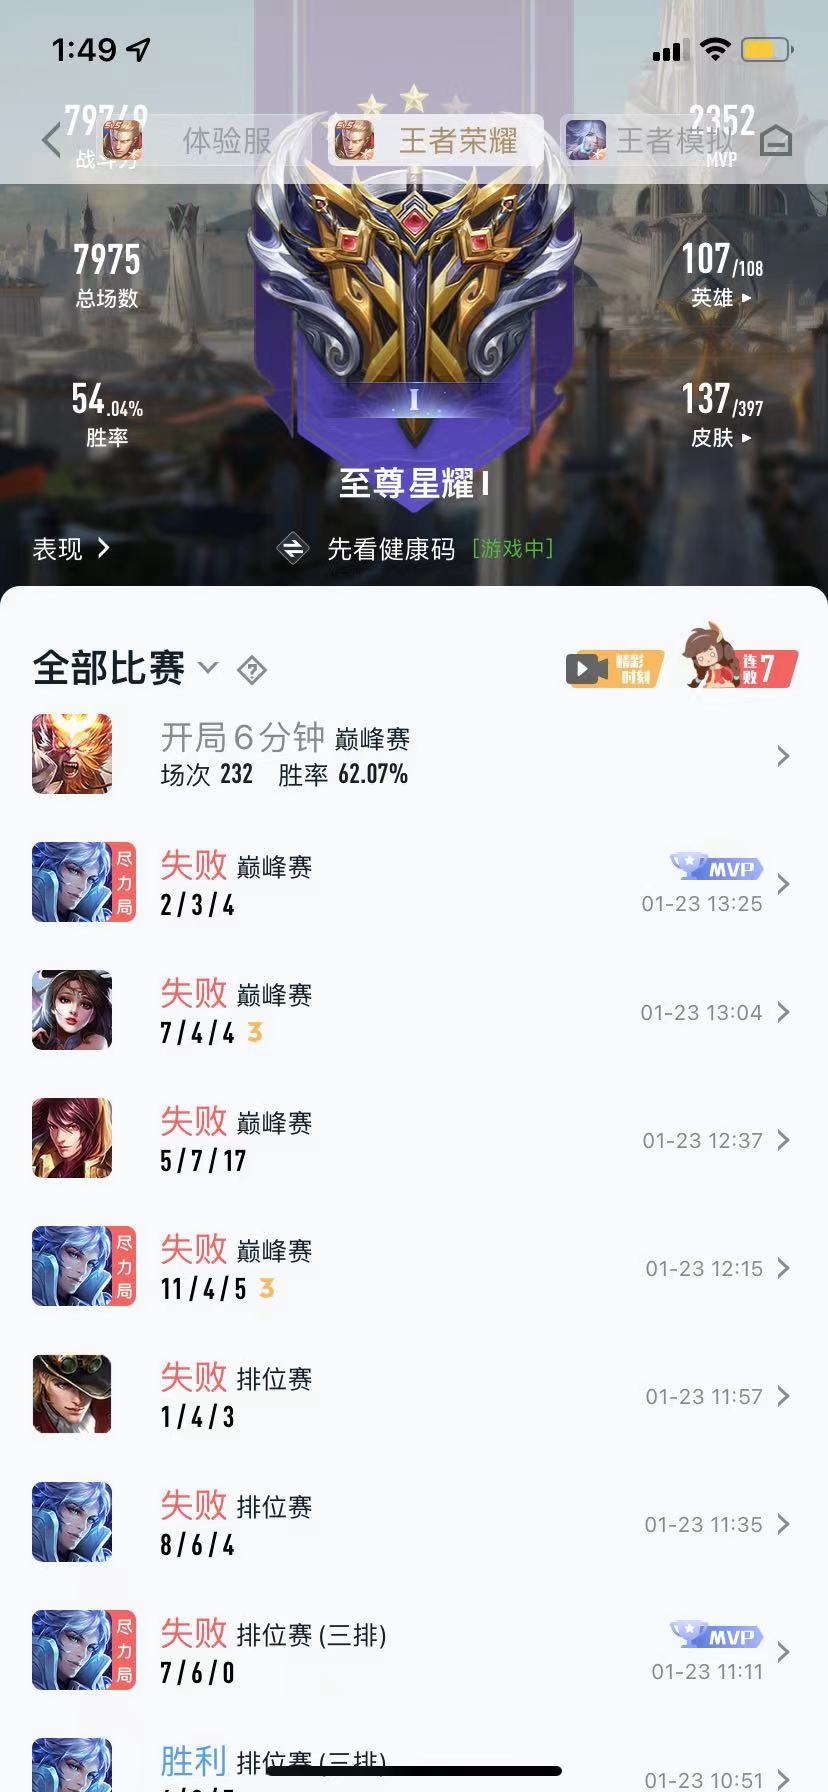 1:49
体验服
王者荣耀
王者模拟
2352
MVP
7975
总场数
107/108
英雄
54.04%
胜率
137/397
皮肤
I
至尊星耀I
表现
先看健康码 [游戏中]
全部比赛
精彩时刻
连败7
开局6分钟 巅峰赛
场次 232 胜率 62.07%
尽力局
失败 巅峰赛
MVP
2/3/4
01-23 13:25
失败 巅峰赛
7/4/4 3
01-23 13:04
失败 巅峰赛
5/7/17
01-23 12:37
尽力局
失败 巅峰赛
11/4/5 3
01-23 12:15
失败 排位赛
1/4/3
01-23 11:57
失败 排位赛
8/6/4
01-23 11:35
尽力局
失败 排位赛 (三排)
MVP
7/6/0
01-23 11:11
胜利 排位赛 (三排)
01-23 10:51